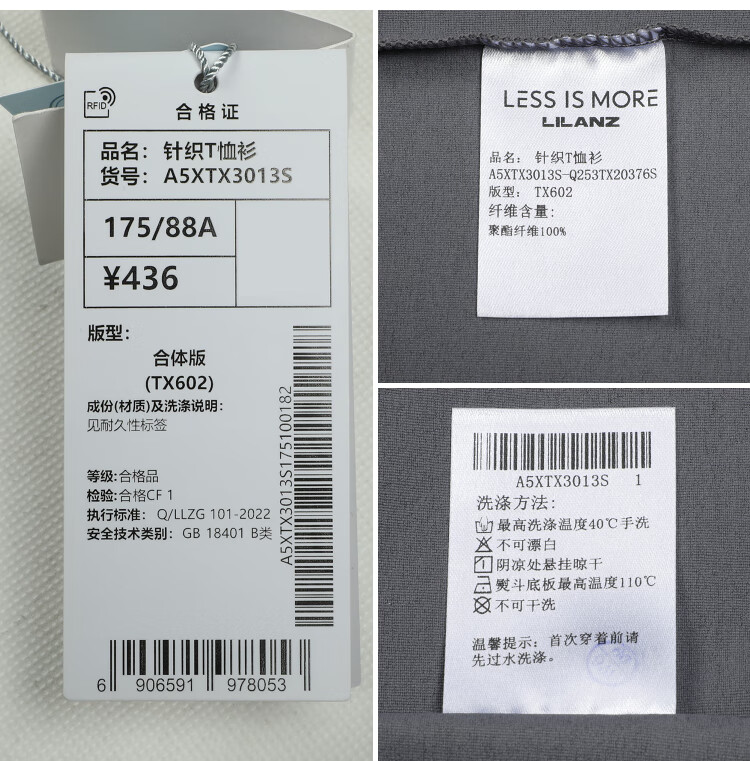 RFID
合格证
品名: 针织T恤衫
货号: A5XTX3013S
175/88A
¥436
版型:
合体版
(TX602)
成份(材质)及洗涤说明:
见耐久性标签
等级:合格品
检验:合格CF 1
执行标准: Q/LLZG 101-2022
安全技术类别: GB 18401 B类
A5XTX3013S175100182
6 906591 978053
LESS IS MORE
LILANZ
品名: 针织T恤衫
A5XTX3013S-Q253TX20376S
版型: TX602
纤维含量:
聚酯纤维100%
A5XTX3013S 1
洗涤方法:
最高洗涤温度40℃手洗
不可漂白
阴凉处悬挂晾干
熨斗底板最高温度110℃
不可干洗
温馨提示: 首次穿着前请
先过水洗涤。